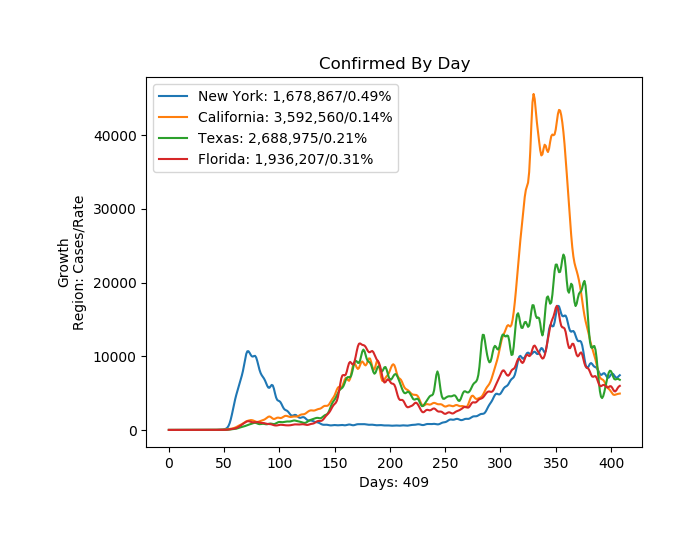 Confirmed By Day
New York: 1,678,867/0.49%
California: 3,592,560/0.14%
Texas: 2,688,975/0.21%
Florida: 1,936,207/0.31%
Growth
Region: Cases/Rate
40000
30000
20000
10000
0
0 50 100 150 200 250 300 350 400
Days: 409